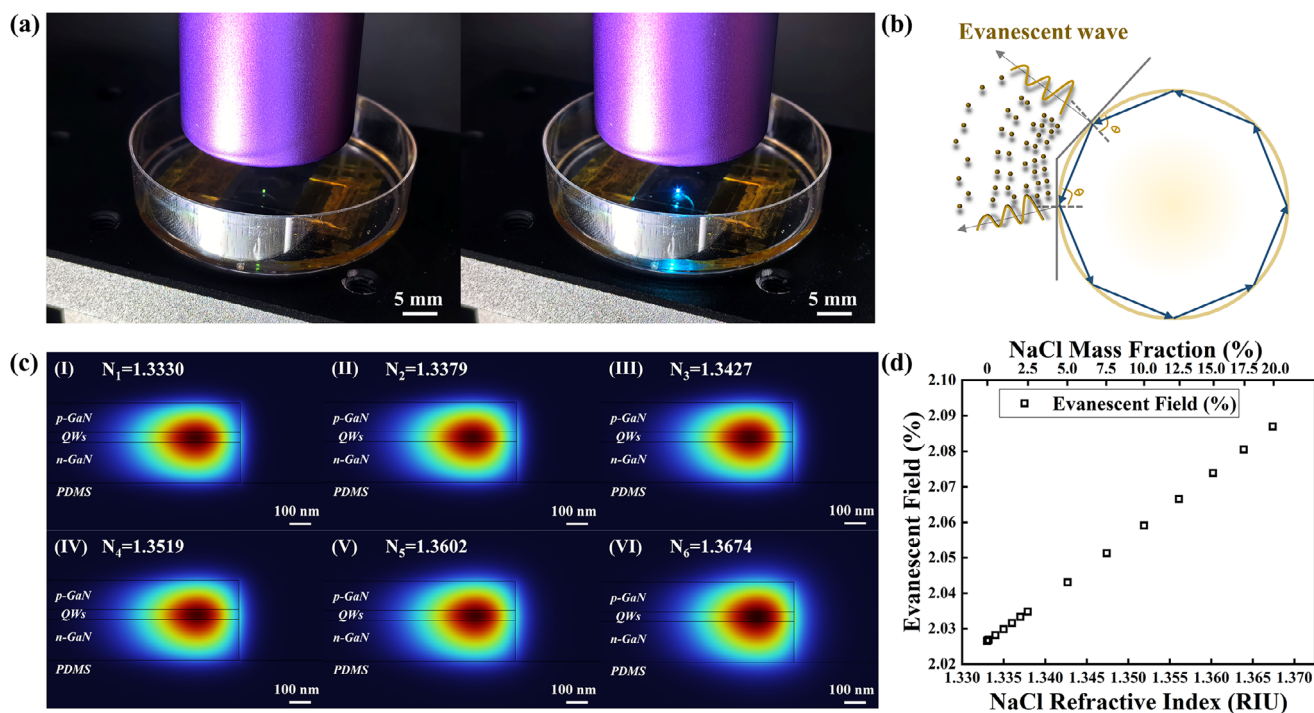 (a)
5 mm
5 mm
(b)
Evanescent wave
θ
θ
(c)
(I) N1=1.3330
p-GaN
QWs
n-GaN
PDMS
100 nm
(II) N2=1.3379
p-GaN
QWs
n-GaN
PDMS
100 nm
(III) N3=1.3427
p-GaN
QWs
n-GaN
PDMS
100 nm
(IV) N4=1.3519
p-GaN
QWs
n-GaN
PDMS
100 nm
(V) N5=1.3602
p-GaN
QWs
n-GaN
PDMS
100 nm
(VI) N6=1.3674
p-GaN
QWs
n-GaN
PDMS
100 nm
(d)
NaCl Mass Fraction (%)
0 2.5 5.0 7.5 10.0 12.5 15.0 17.5 20.0
Evanescent Field (%)
2.10
2.09
2.08
2.07
2.06
2.05
2.04
2.03
2.02
Evanescent Field (%)
1.330 1.335 1.340 1.345 1.350 1.355 1.360 1.365 1.370
NaCl Refractive Index (RIU)